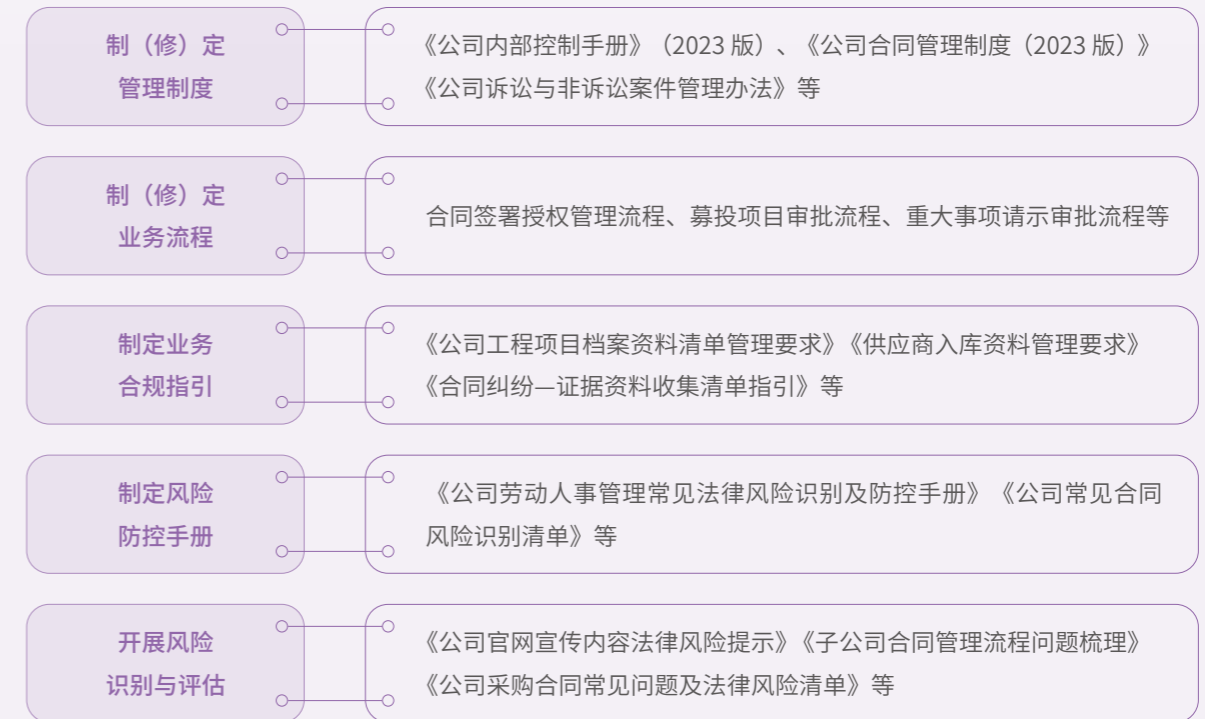 制（修）定
管理制度
《公司内部控制手册》（2023 版）、《公司合同管理制度（2023 版）》
《公司诉讼与非诉讼案件管理办法》等
制（修）定
业务流程
合同签署授权管理流程、募投项目审批流程、重大事项请示审批流程等
制定业务
合规指引
《公司工程项目档案资料清单管理要求》《供应商入库资料管理要求》
《合同纠纷—证据资料收集清单指引》等
制定风险
防控手册
《公司劳动人事管理常见法律风险识别及防控手册》《公司常见合同
风险识别清单》等
开展风险
识别与评估
《公司官网宣传内容法律风险提示》《子公司合同管理流程问题梳理》
《公司采购合同常见问题及法律风险清单》等